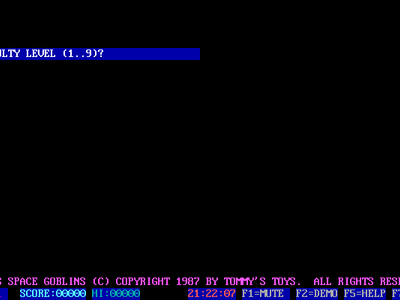 ULTY LEVEL (1..9)?
S SPACE GOBLINS (C) COPYRIGHT 1987 BY TOMMY'S TOYS. ALL RIGHTS RES
SCORE:00000 HI:00000 21:22:07 F1=MUTE F2=DEMO F5=HELP F